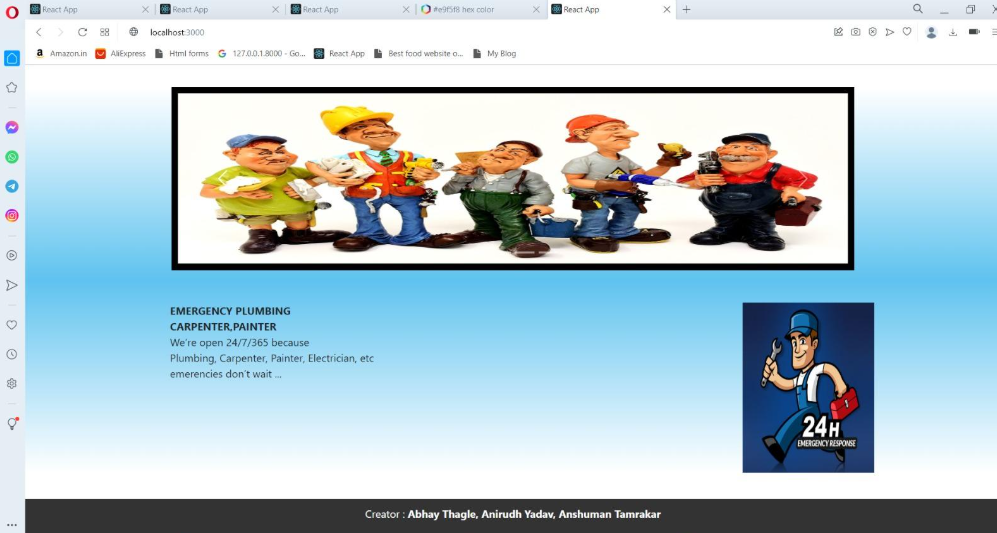 React App
React App
React App
#e9f5f8 hex color
React App
localhost:3000
Amazon.in
AliExpress
Html forms
127.0.0.1:8000 - Go...
React App
Best food website o...
My Blog
EMERGENCY PLUMBING
CARPENTER,PAINTER
We're open 24/7/365 because
Plumbing, Carpenter, Painter, Electrician, etc
emerencies don't wait ...
24H
EMERGENCY RESPONSE
Creator : Abhay Thagle, Anirudh Yadav, Anshuman Tamrakar